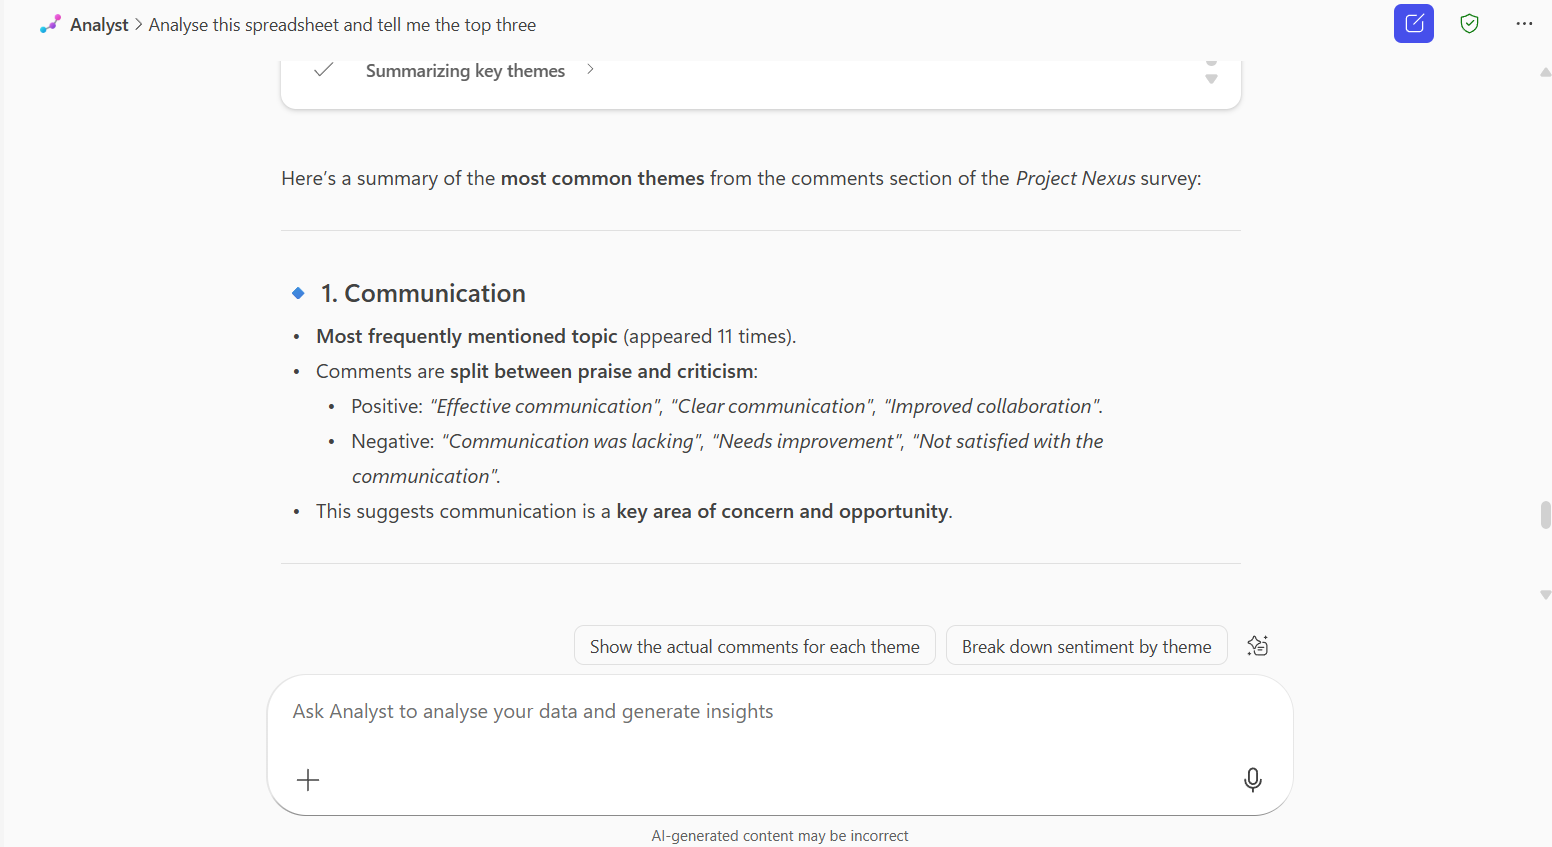 Analyst > Analyse this spreadsheet and tell me the top three
Summarizing key themes >
Here’s a summary of the most common themes from the comments section of the Project Nexus survey:
1. Communication
• Most frequently mentioned topic (appeared 11 times).
• Comments are split between praise and criticism:
• Positive: “Effective communication”, “Clear communication”, “Improved collaboration”.
• Negative: “Communication was lacking”, “Needs improvement”, “Not satisfied with the
communication”.
• This suggests communication is a key area of concern and opportunity.
Show the actual comments for each theme
Break down sentiment by theme
Ask Analyst to analyse your data and generate insights
AI-generated content may be incorrect